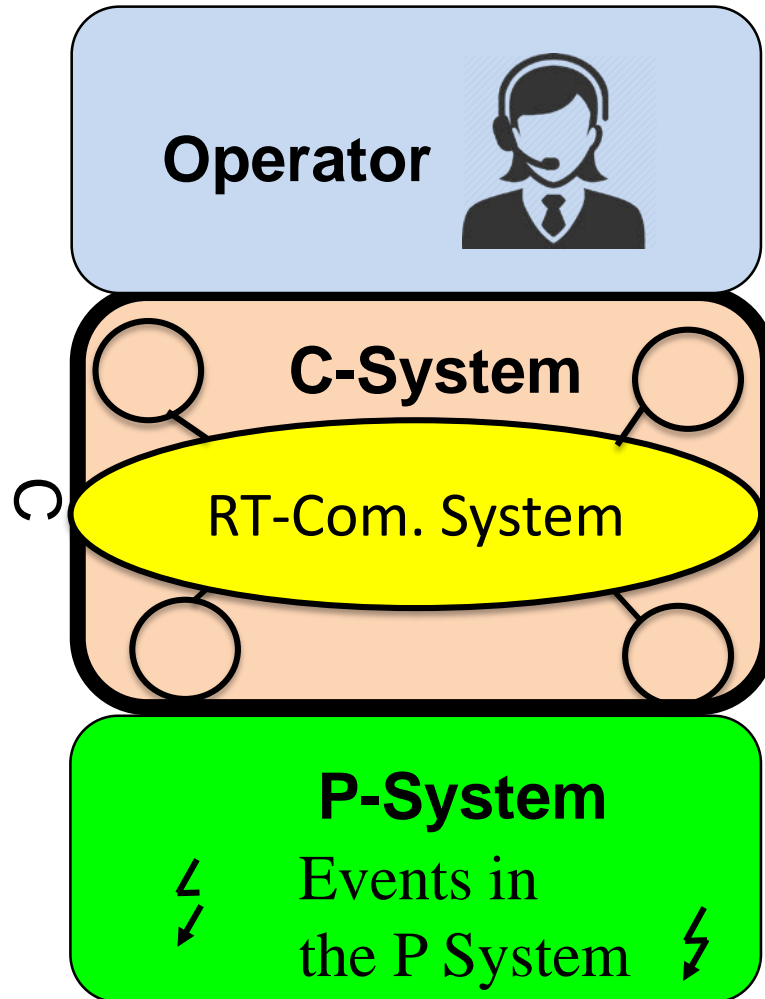 Operator
C-System
C
RT-Com. System
P-System
Events in
the P System